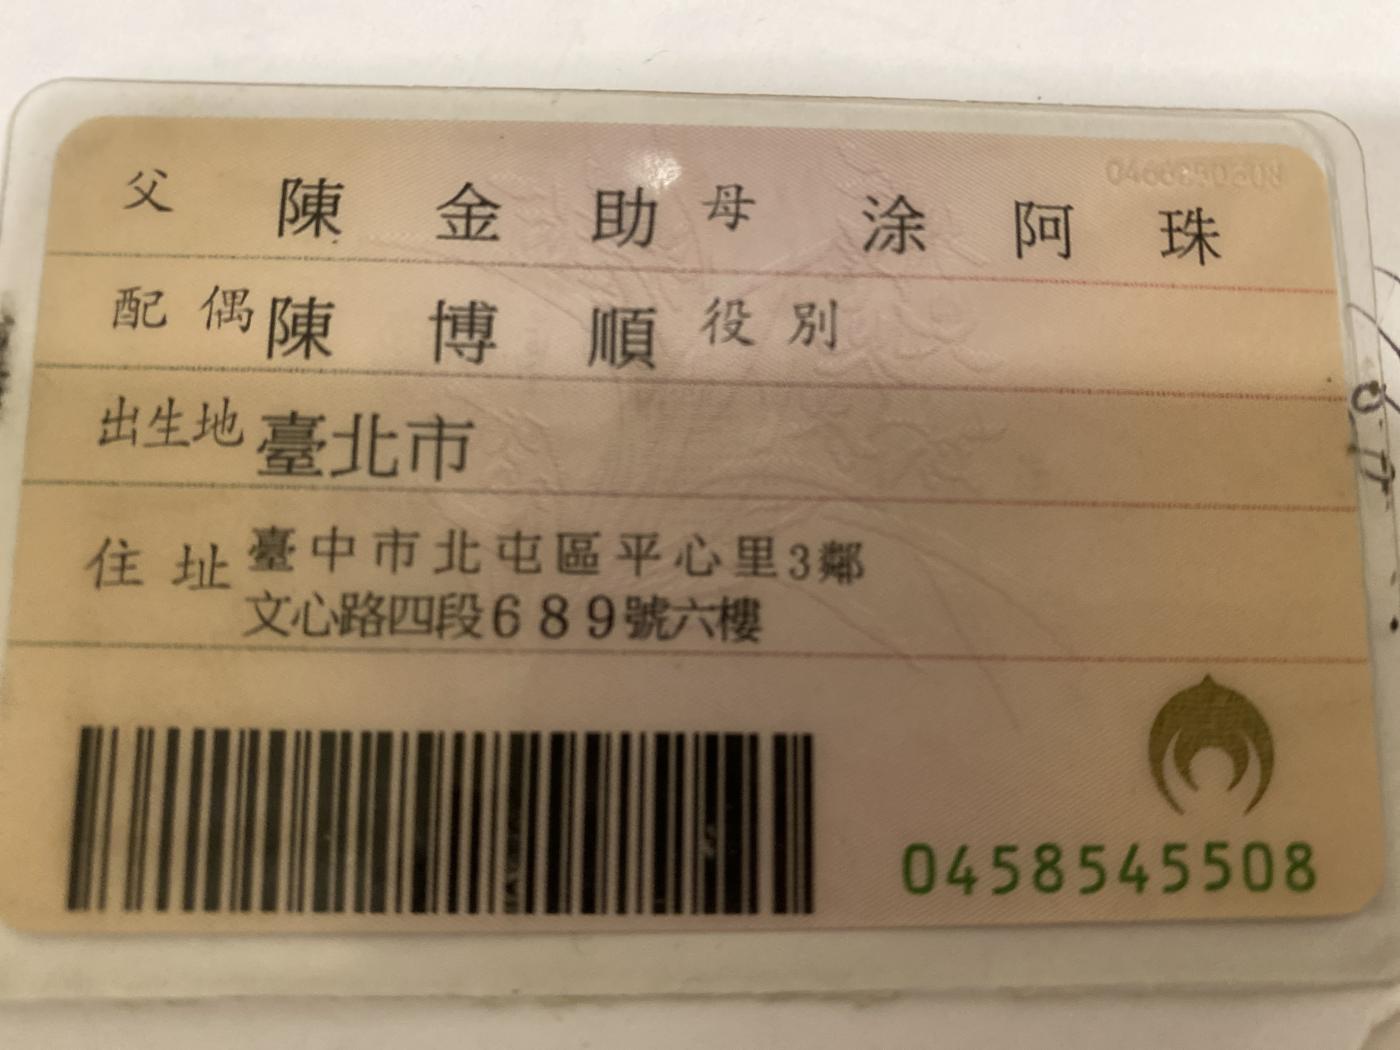 父 陳金助 母 涂阿珠
配偶 陳博順 役別
出生地 臺北市
住址 臺中市北屯區平心里3鄰
文心路四段689號六樓
0458545508